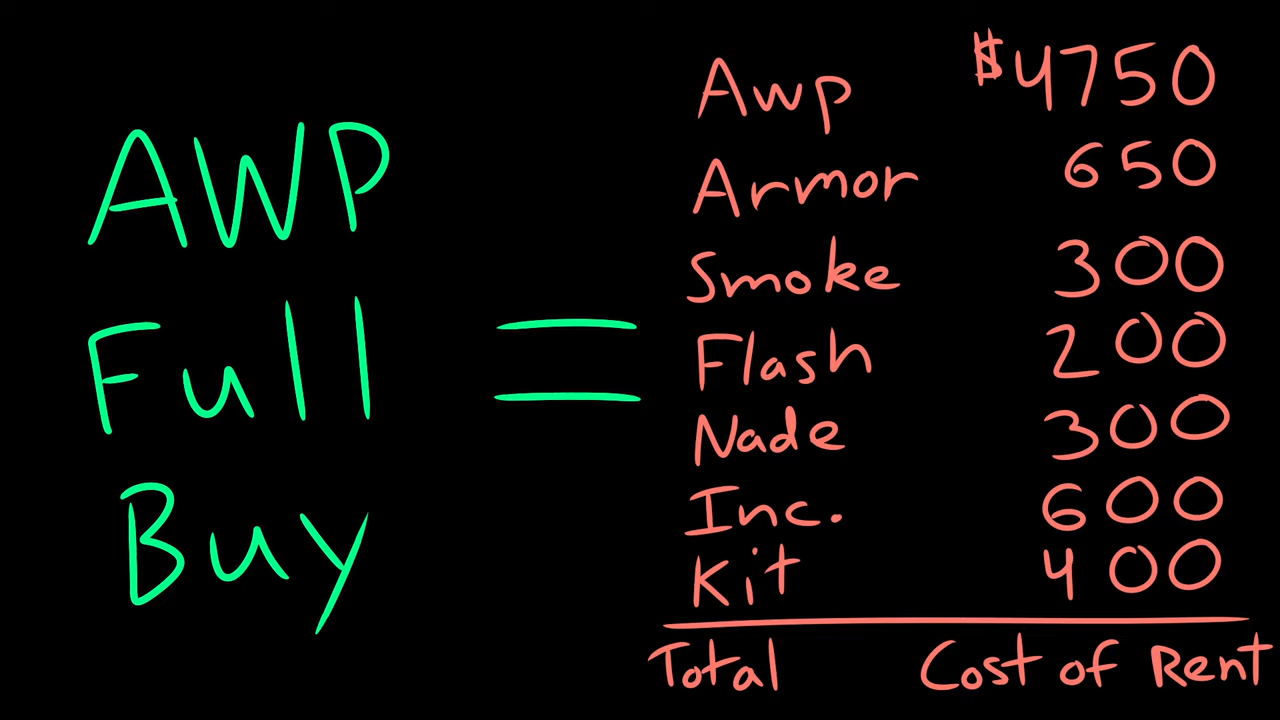 AWP
Full
Buy
=
Awp $4750
Armor 650
Smoke 300
Flash 200
Nade 300
Inc. 600
Kit 400
Total Cost of Rent